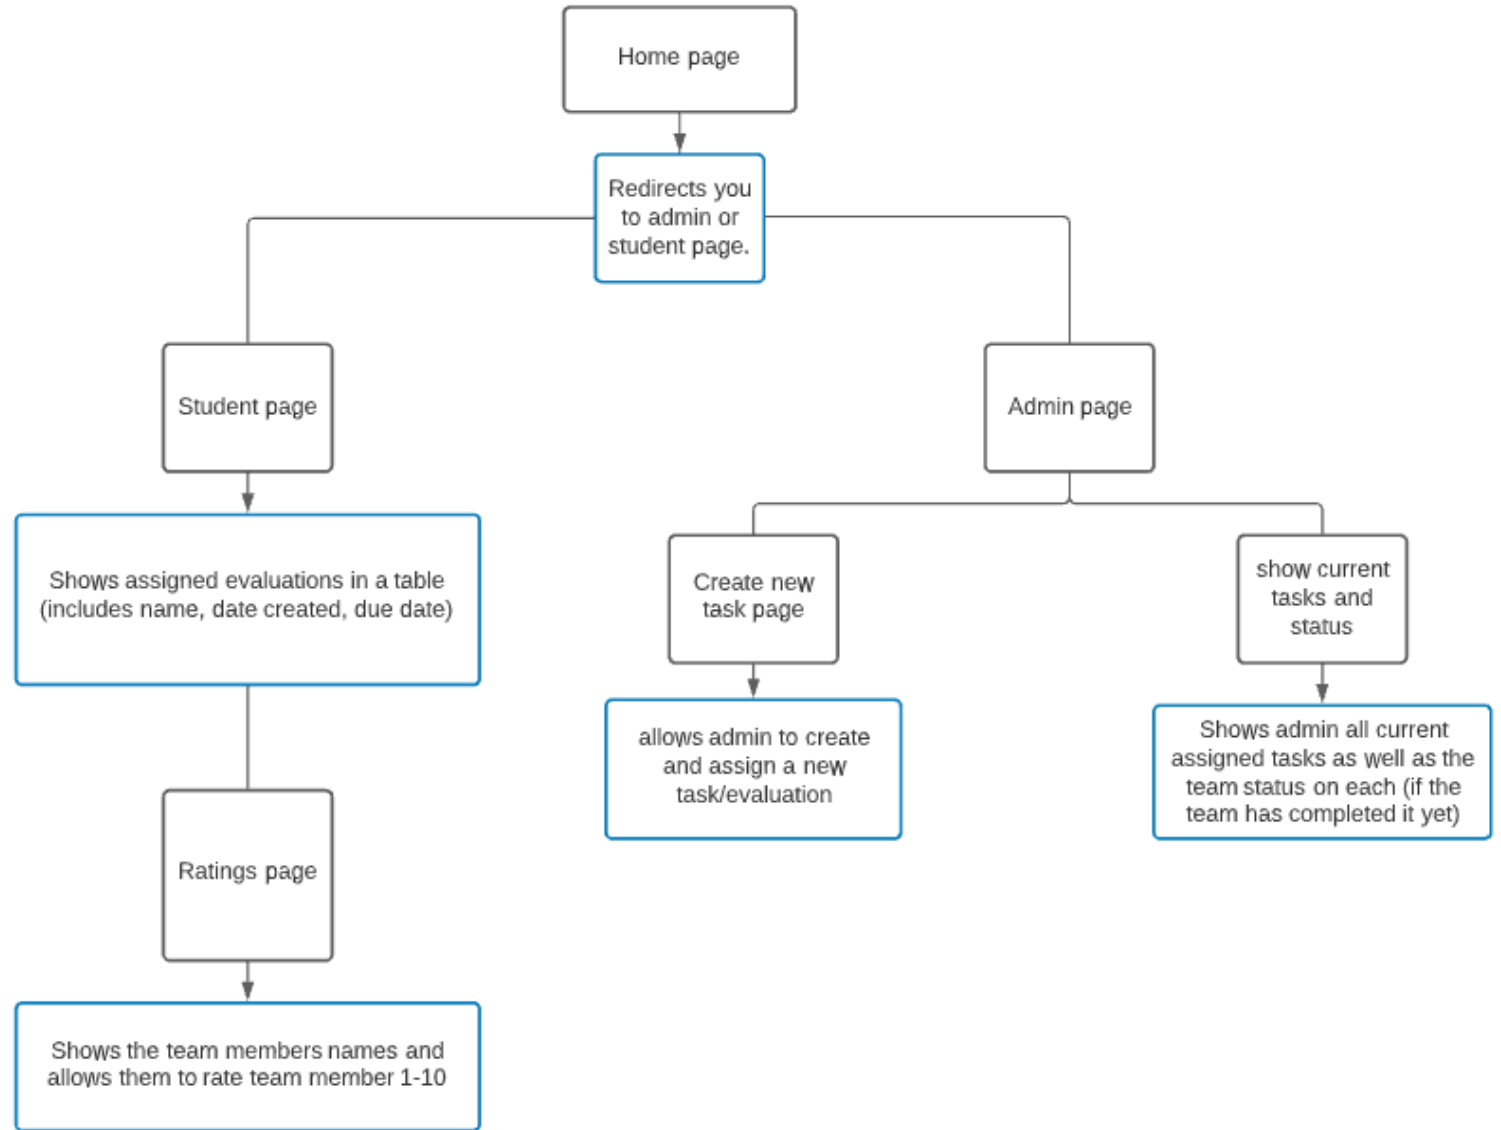 Home page
Redirects you
to admin or
student page.
Student page
Admin page
Shows assigned evaluations in a table
(includes name, date created, due date)
Create new
task page
show current
tasks and
status
allows admin to create
and assign a new
task/evaluation
Shows admin all current
assigned tasks as well as the
team status on each (if the
team has completed it yet)
Ratings page
Shows the team members names and
allows them to rate team member 1-10